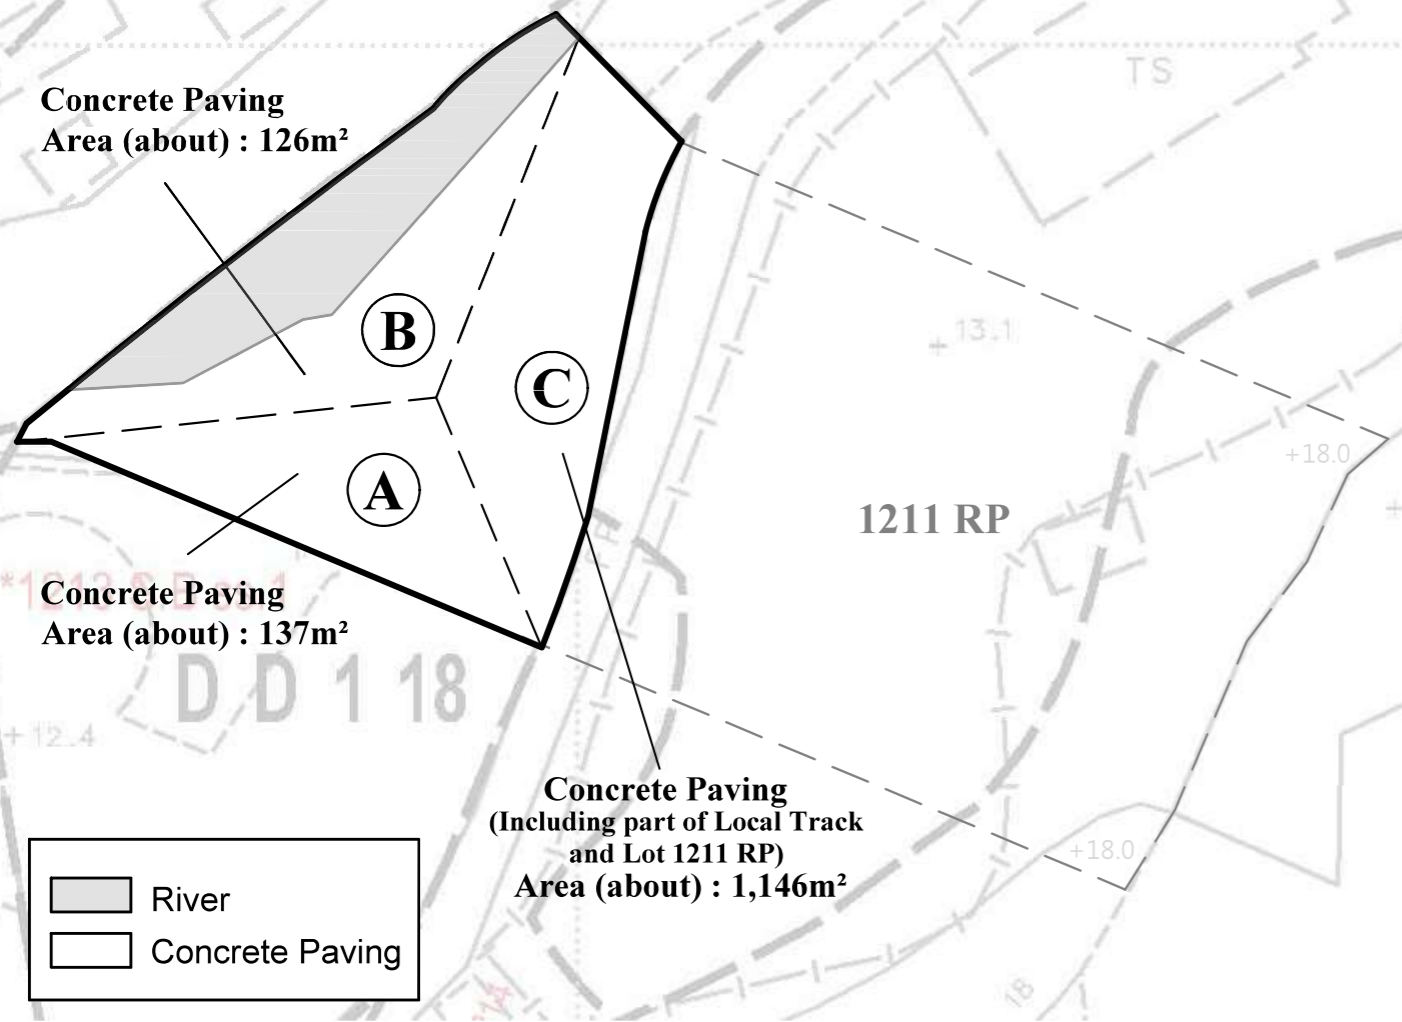 TS
Concrete Paving
Area (about) : 126m²
B
13.1
C
+18.0
A
1211 RP
Concrete Paving
Area (about) : 137m²
D D 1 18
+12.4
Concrete Paving
(Including part of Local Track
and Lot 1211 RP)
Area (about) : 1,146m²
+18.0
River
Concrete Paving
18